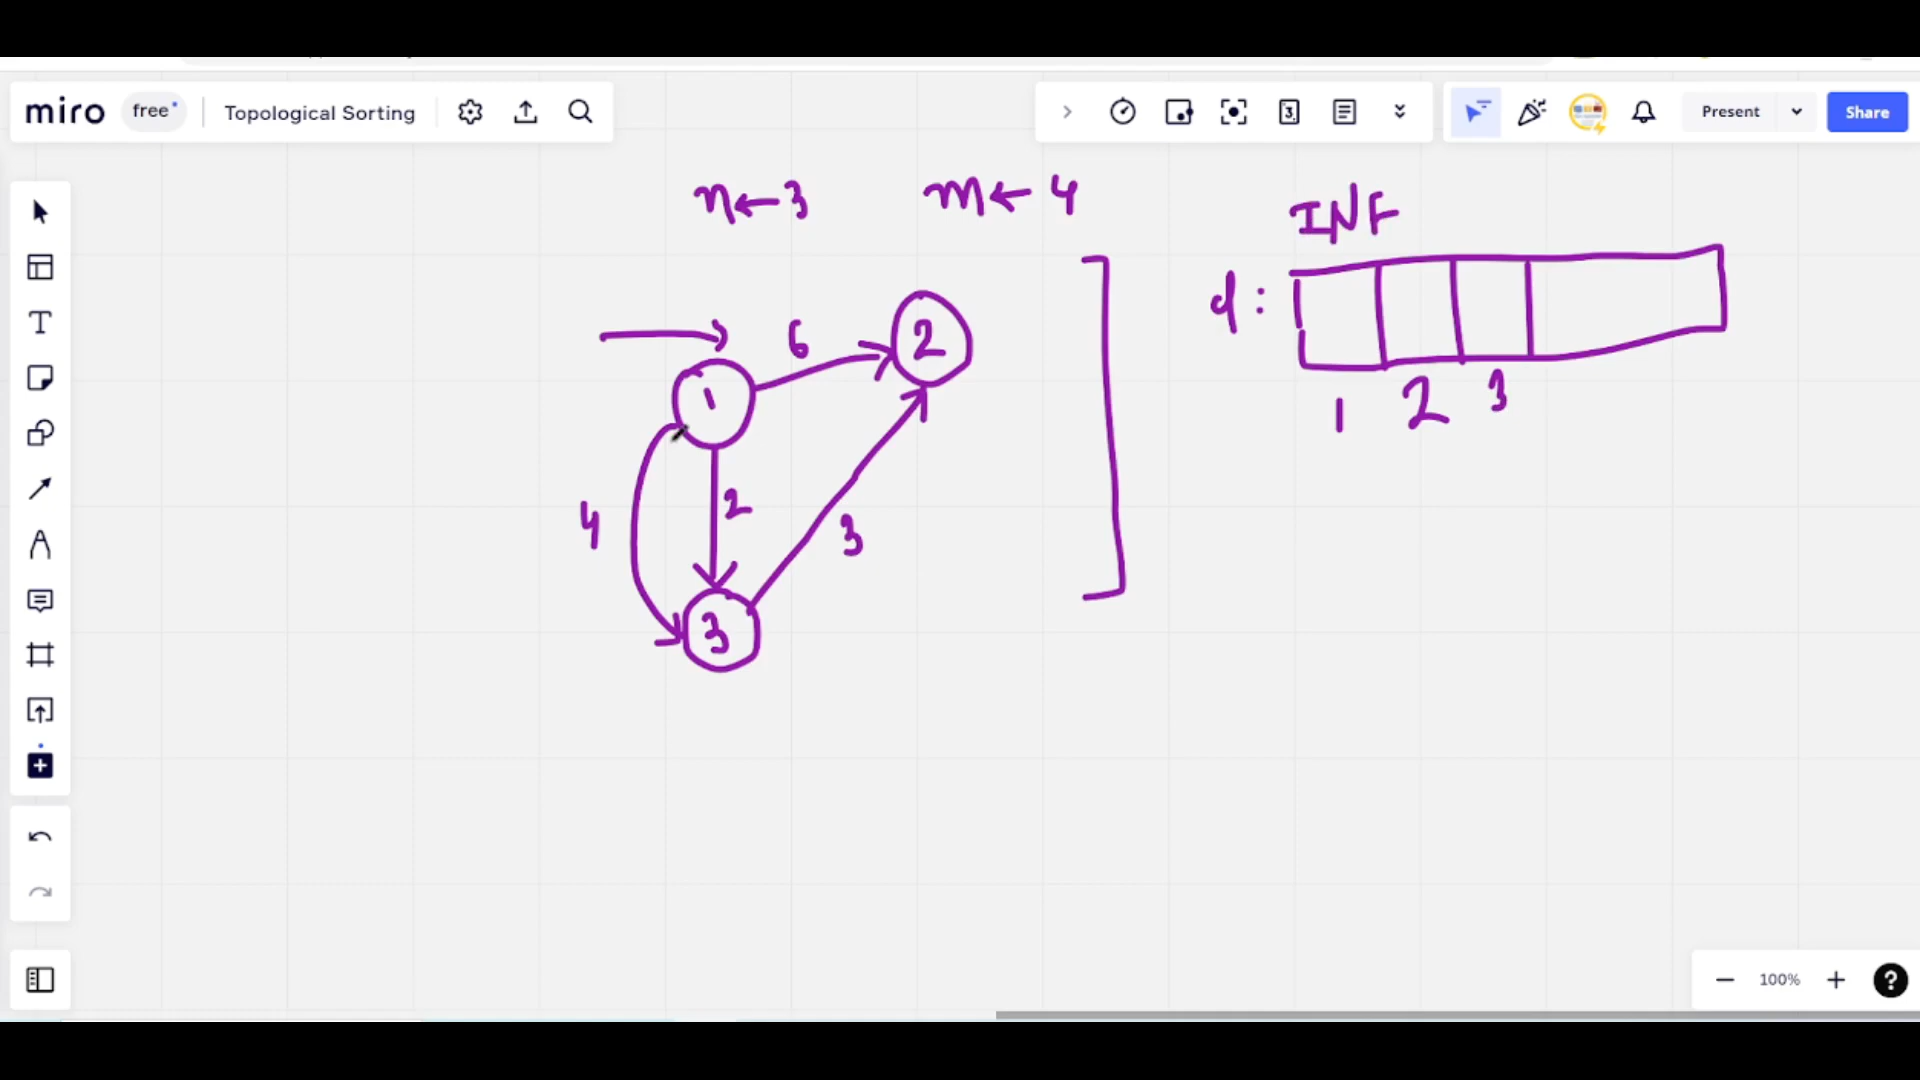 miro free Topological Sorting
3 Present Share
n←3 m←4
INF
d:
1 2 3
6 2
1
4 2 3
3
100% ?